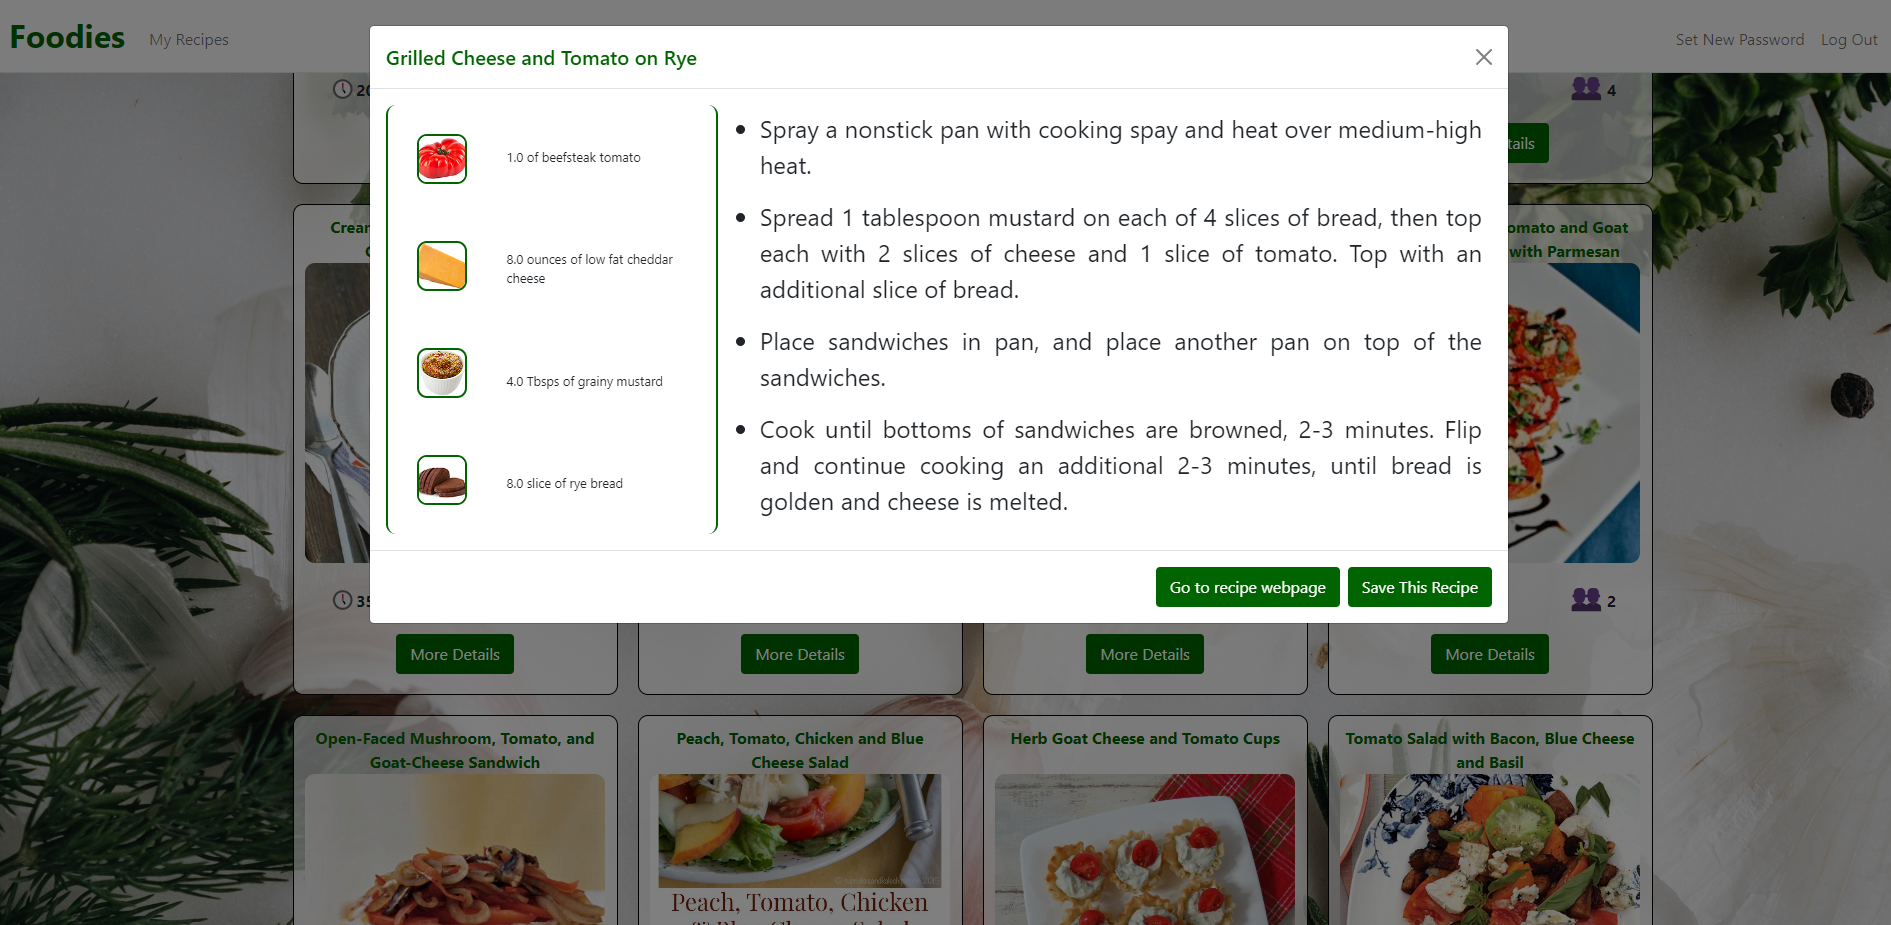 Foodies
My Recipes
Set New Password
Log Out
Grilled Cheese and Tomato on Rye
4
1.0 of beefsteak tomato
8.0 ounces of low fat cheddar
cheese
4.0 Tbsps of grainy mustard
8.0 slice of rye bread
Spray a nonstick pan with cooking spay and heat over medium-high
heat.
Spread 1 tablespoon mustard on each of 4 slices of bread, then top
each with 2 slices of cheese and 1 slice of tomato. Top with an
additional slice of bread.
Place sandwiches in pan, and place another pan on top of the
sandwiches.
Cook until bottoms of sandwiches are browned, 2-3 minutes. Flip
and continue cooking an additional 2-3 minutes, until bread is
golden and cheese is melted.
Go to recipe webpage
Save This Recipe
and Goat
with Parmesan
35
2
More Details
More Details
More Details
More Details
Open-Faced Mushroom, Tomato, and
Goat-Cheese Sandwich
Peach, Tomato, Chicken and Blue
Cheese Salad
Herb Goat Cheese and Tomato Cups
Tomato Salad with Bacon, Blue Cheese
and Basil
Peach, Tomato, Chicken